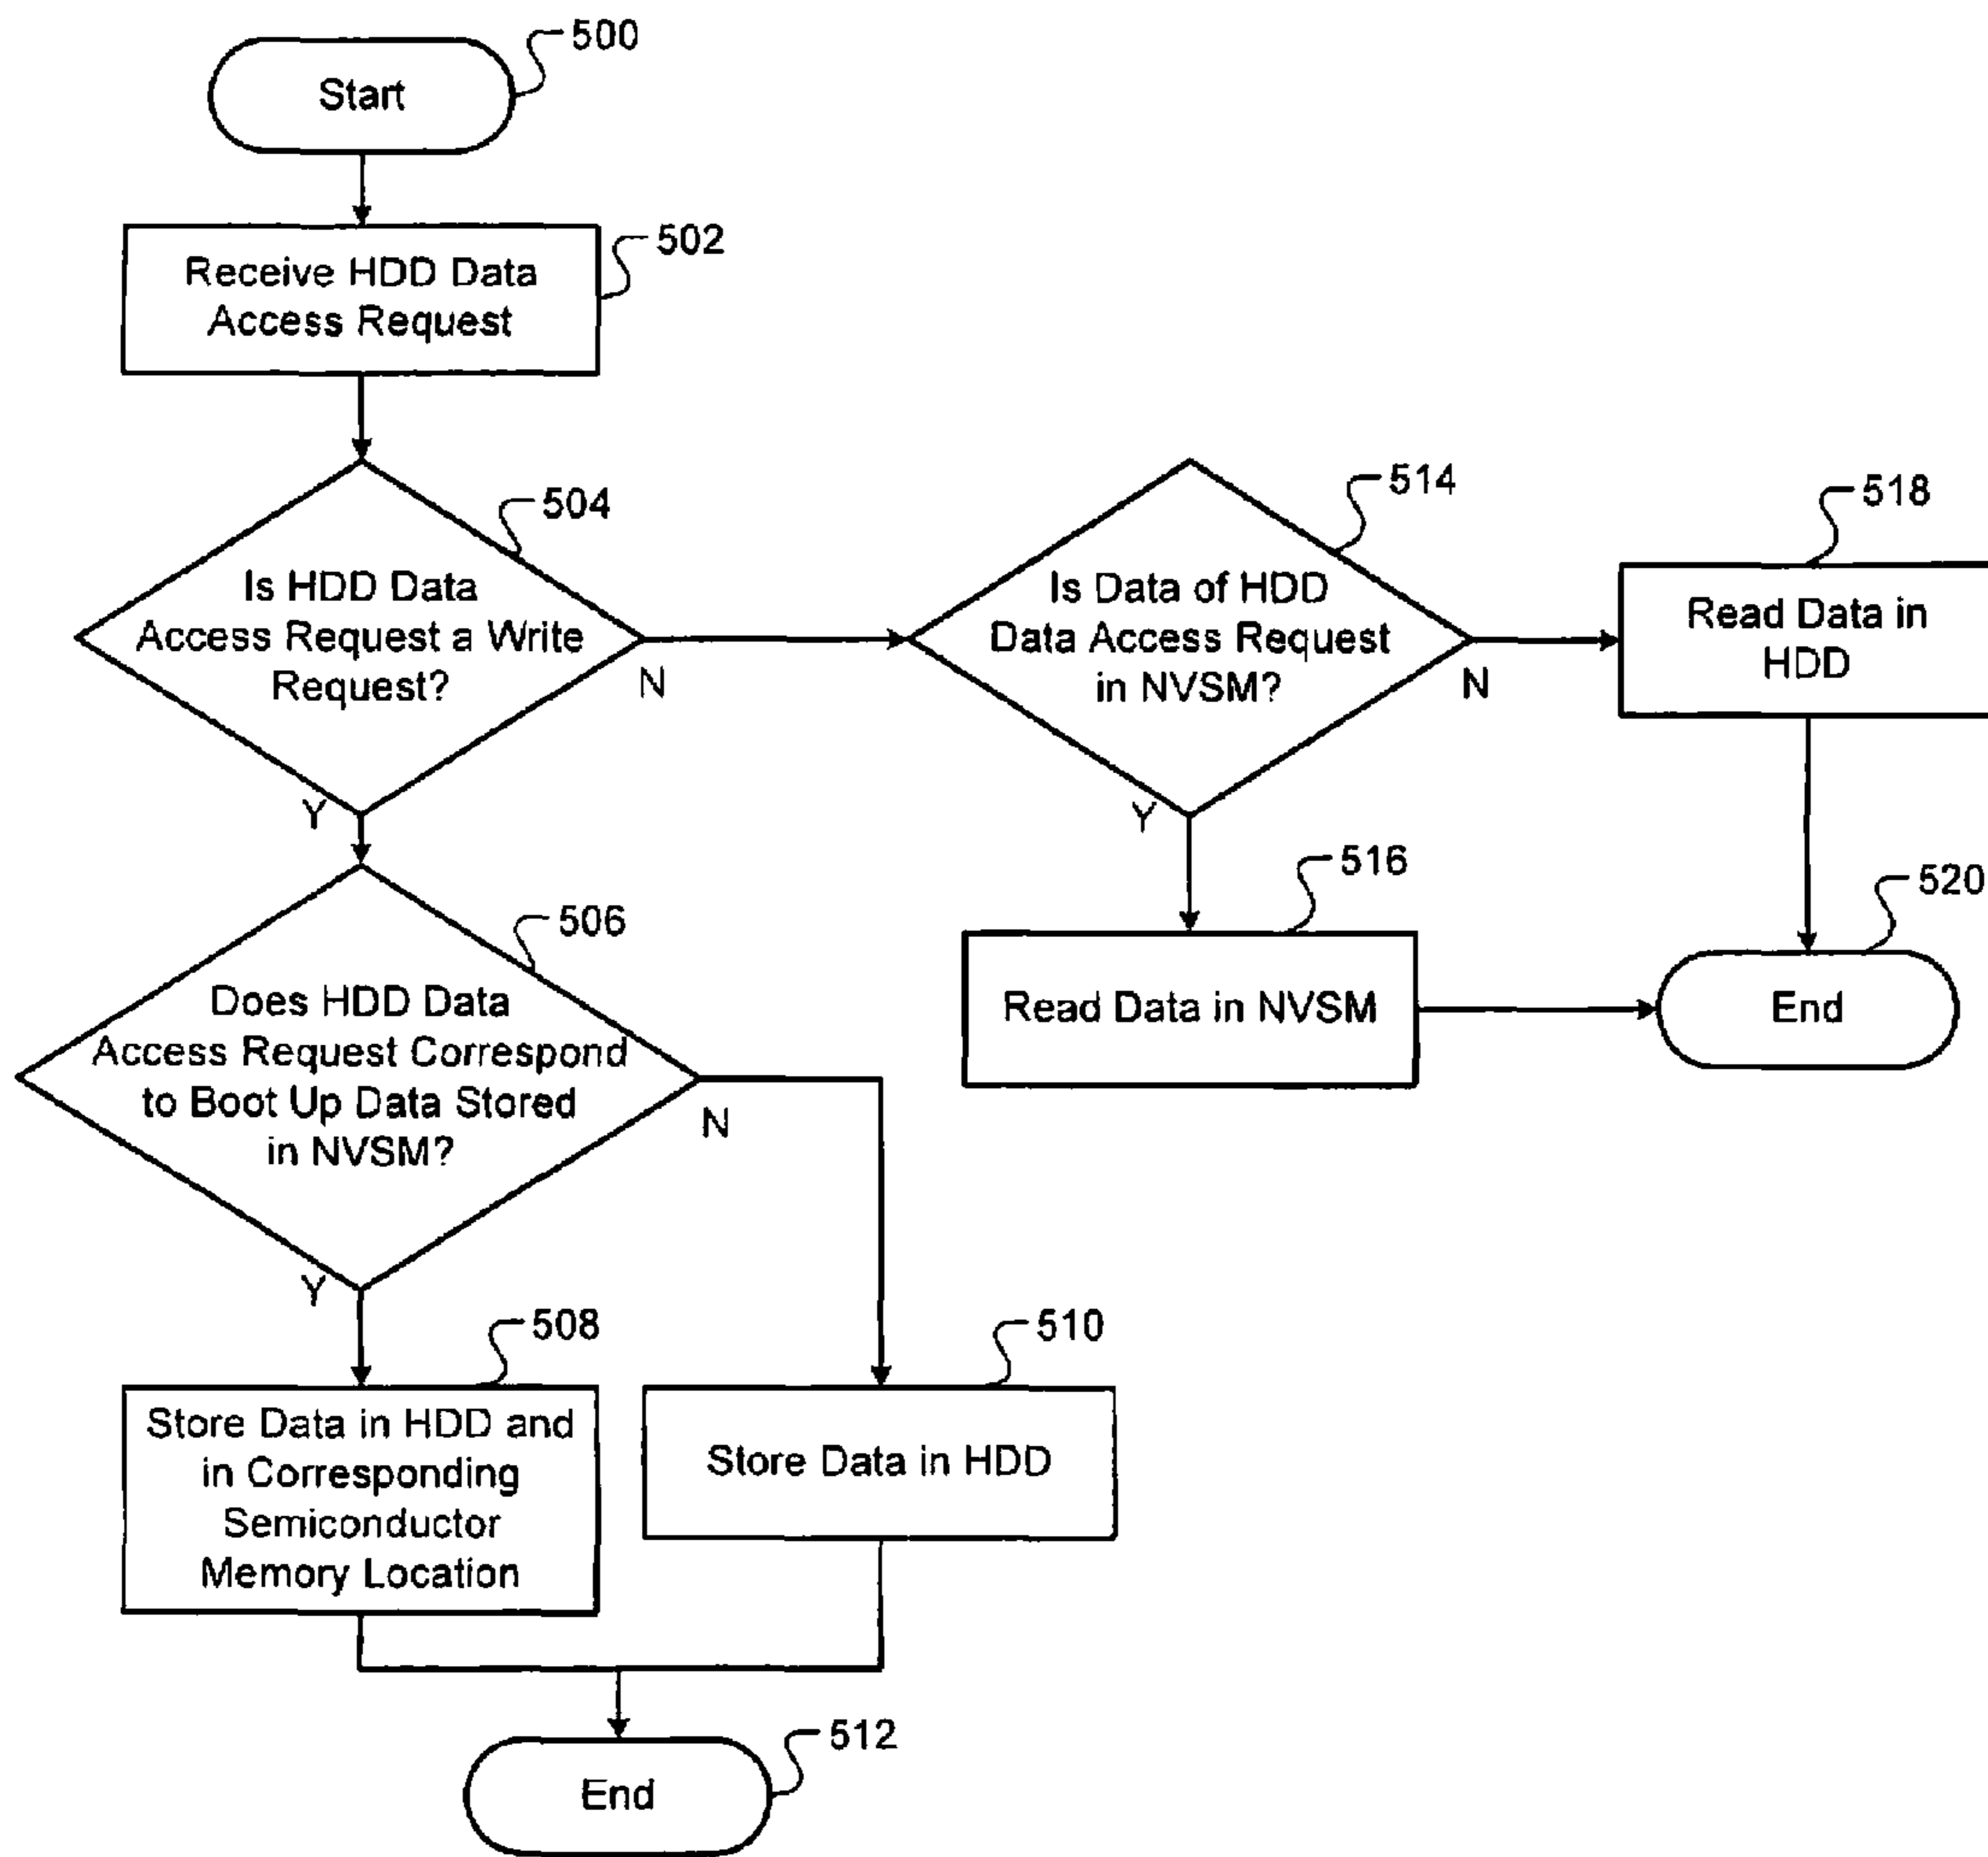 500
Start
502
Receive HDD Data
Access Request
504
Is HDD Data
Access Request a Write
Request?
N
Y
514
Is Data of HDD
Data Access Request
in NVSM?
N
Y
518
Read Data in
HDD
516
Read Data in NVSM
520
End
506
Does HDD Data
Access Request Correspond
to Boot Up Data Stored
in NVSM?
N
Y
508
Store Data in HDD and
in Corresponding
Semiconductor
Memory Location
510
Store Data in HDD
512
End